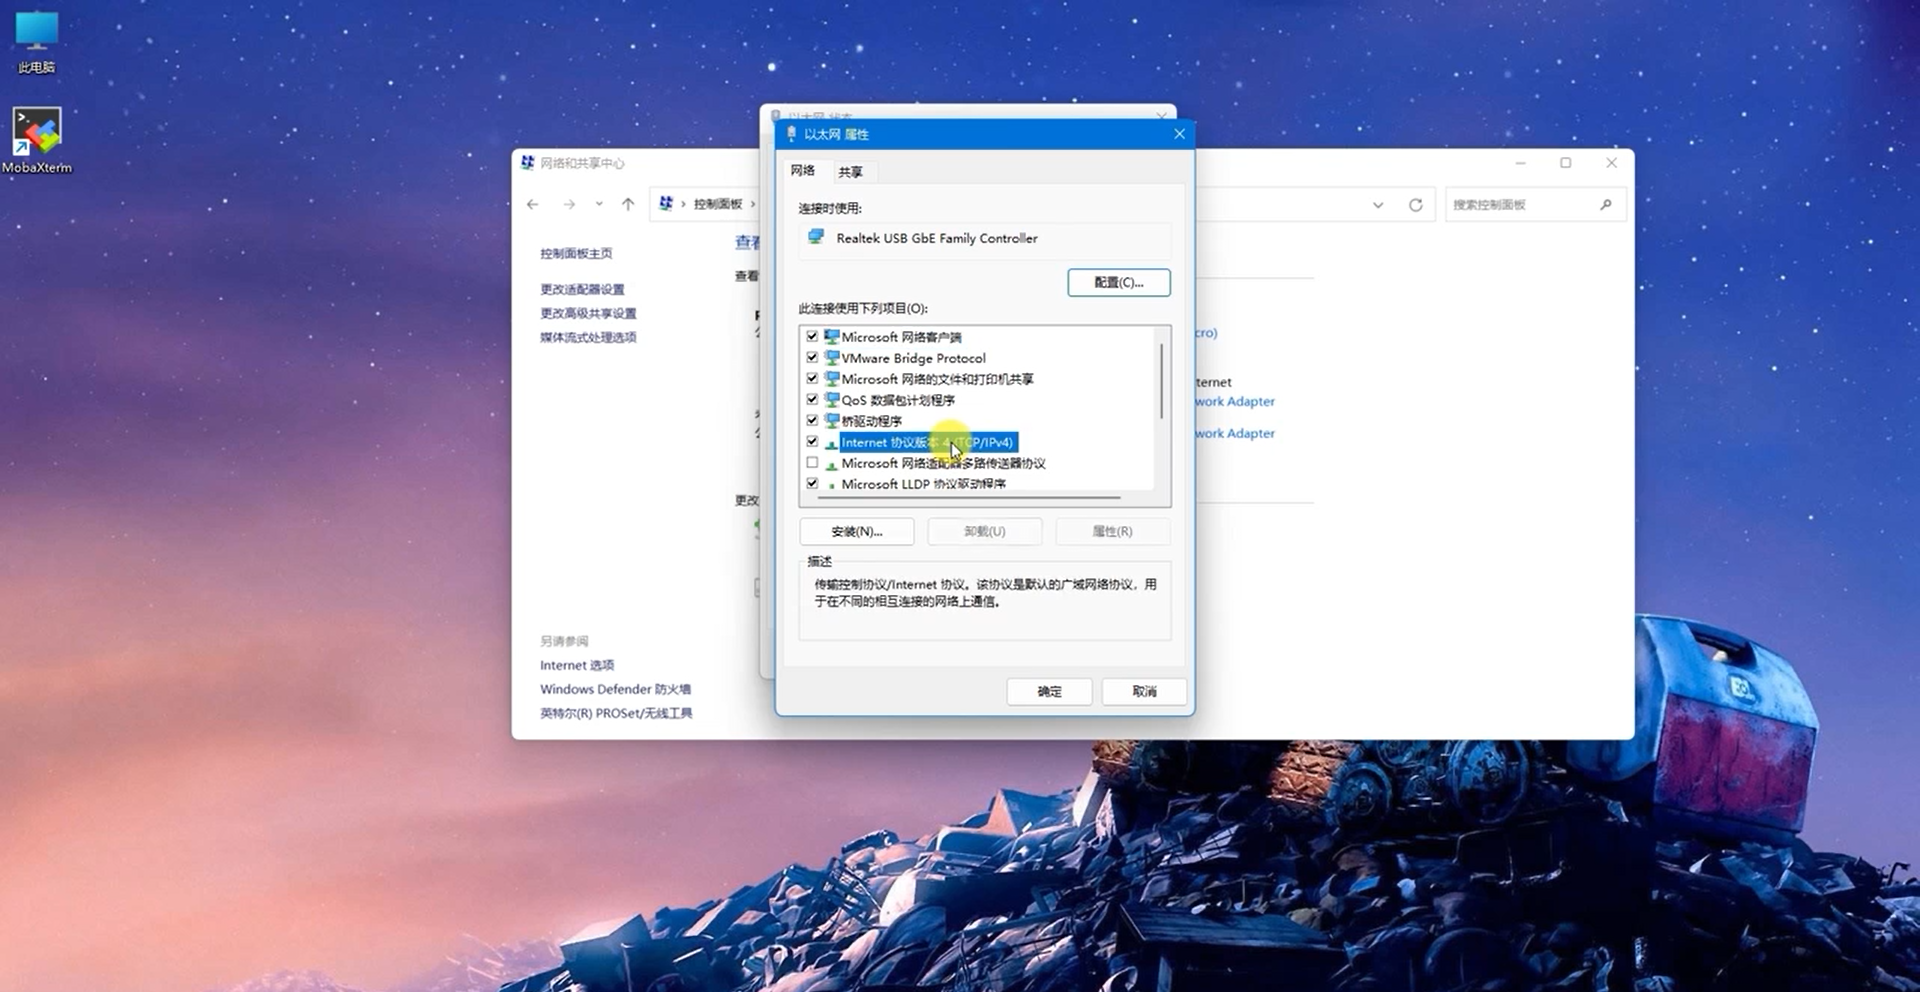 此电脑
MobaXterm
网络和共享中心
控制面板
搜索控制面板
控制面板主页
更改适配器设置
更改高级共享设置
媒体流式处理选项
查看
查看
更改
cro)
ternet
work Adapter
work Adapter
另请参阅
Internet 选项
Windows Defender 防火墙
英特尔(R) PROSet/无线工具
以太网 属性
网络
共享
连接时使用:
Realtek USB GbE Family Controller
配置(C)...
此连接使用下列项目(O):
Microsoft 网络客户端
VMware Bridge Protocol
Microsoft 网络的文件和打印机共享
QoS 数据包计划程序
桥驱动程序
Internet 协议版本 4 (TCP/IPv4)
Microsoft 网络适配器多路传送器协议
Microsoft LLDP 协议驱动程序
安装(N)...
卸载(U)
属性(R)
描述
传输控制协议/Internet 协议。该协议是默认的广域网络协议，用
于在不同的相互连接的网络上通信。
确定
取消